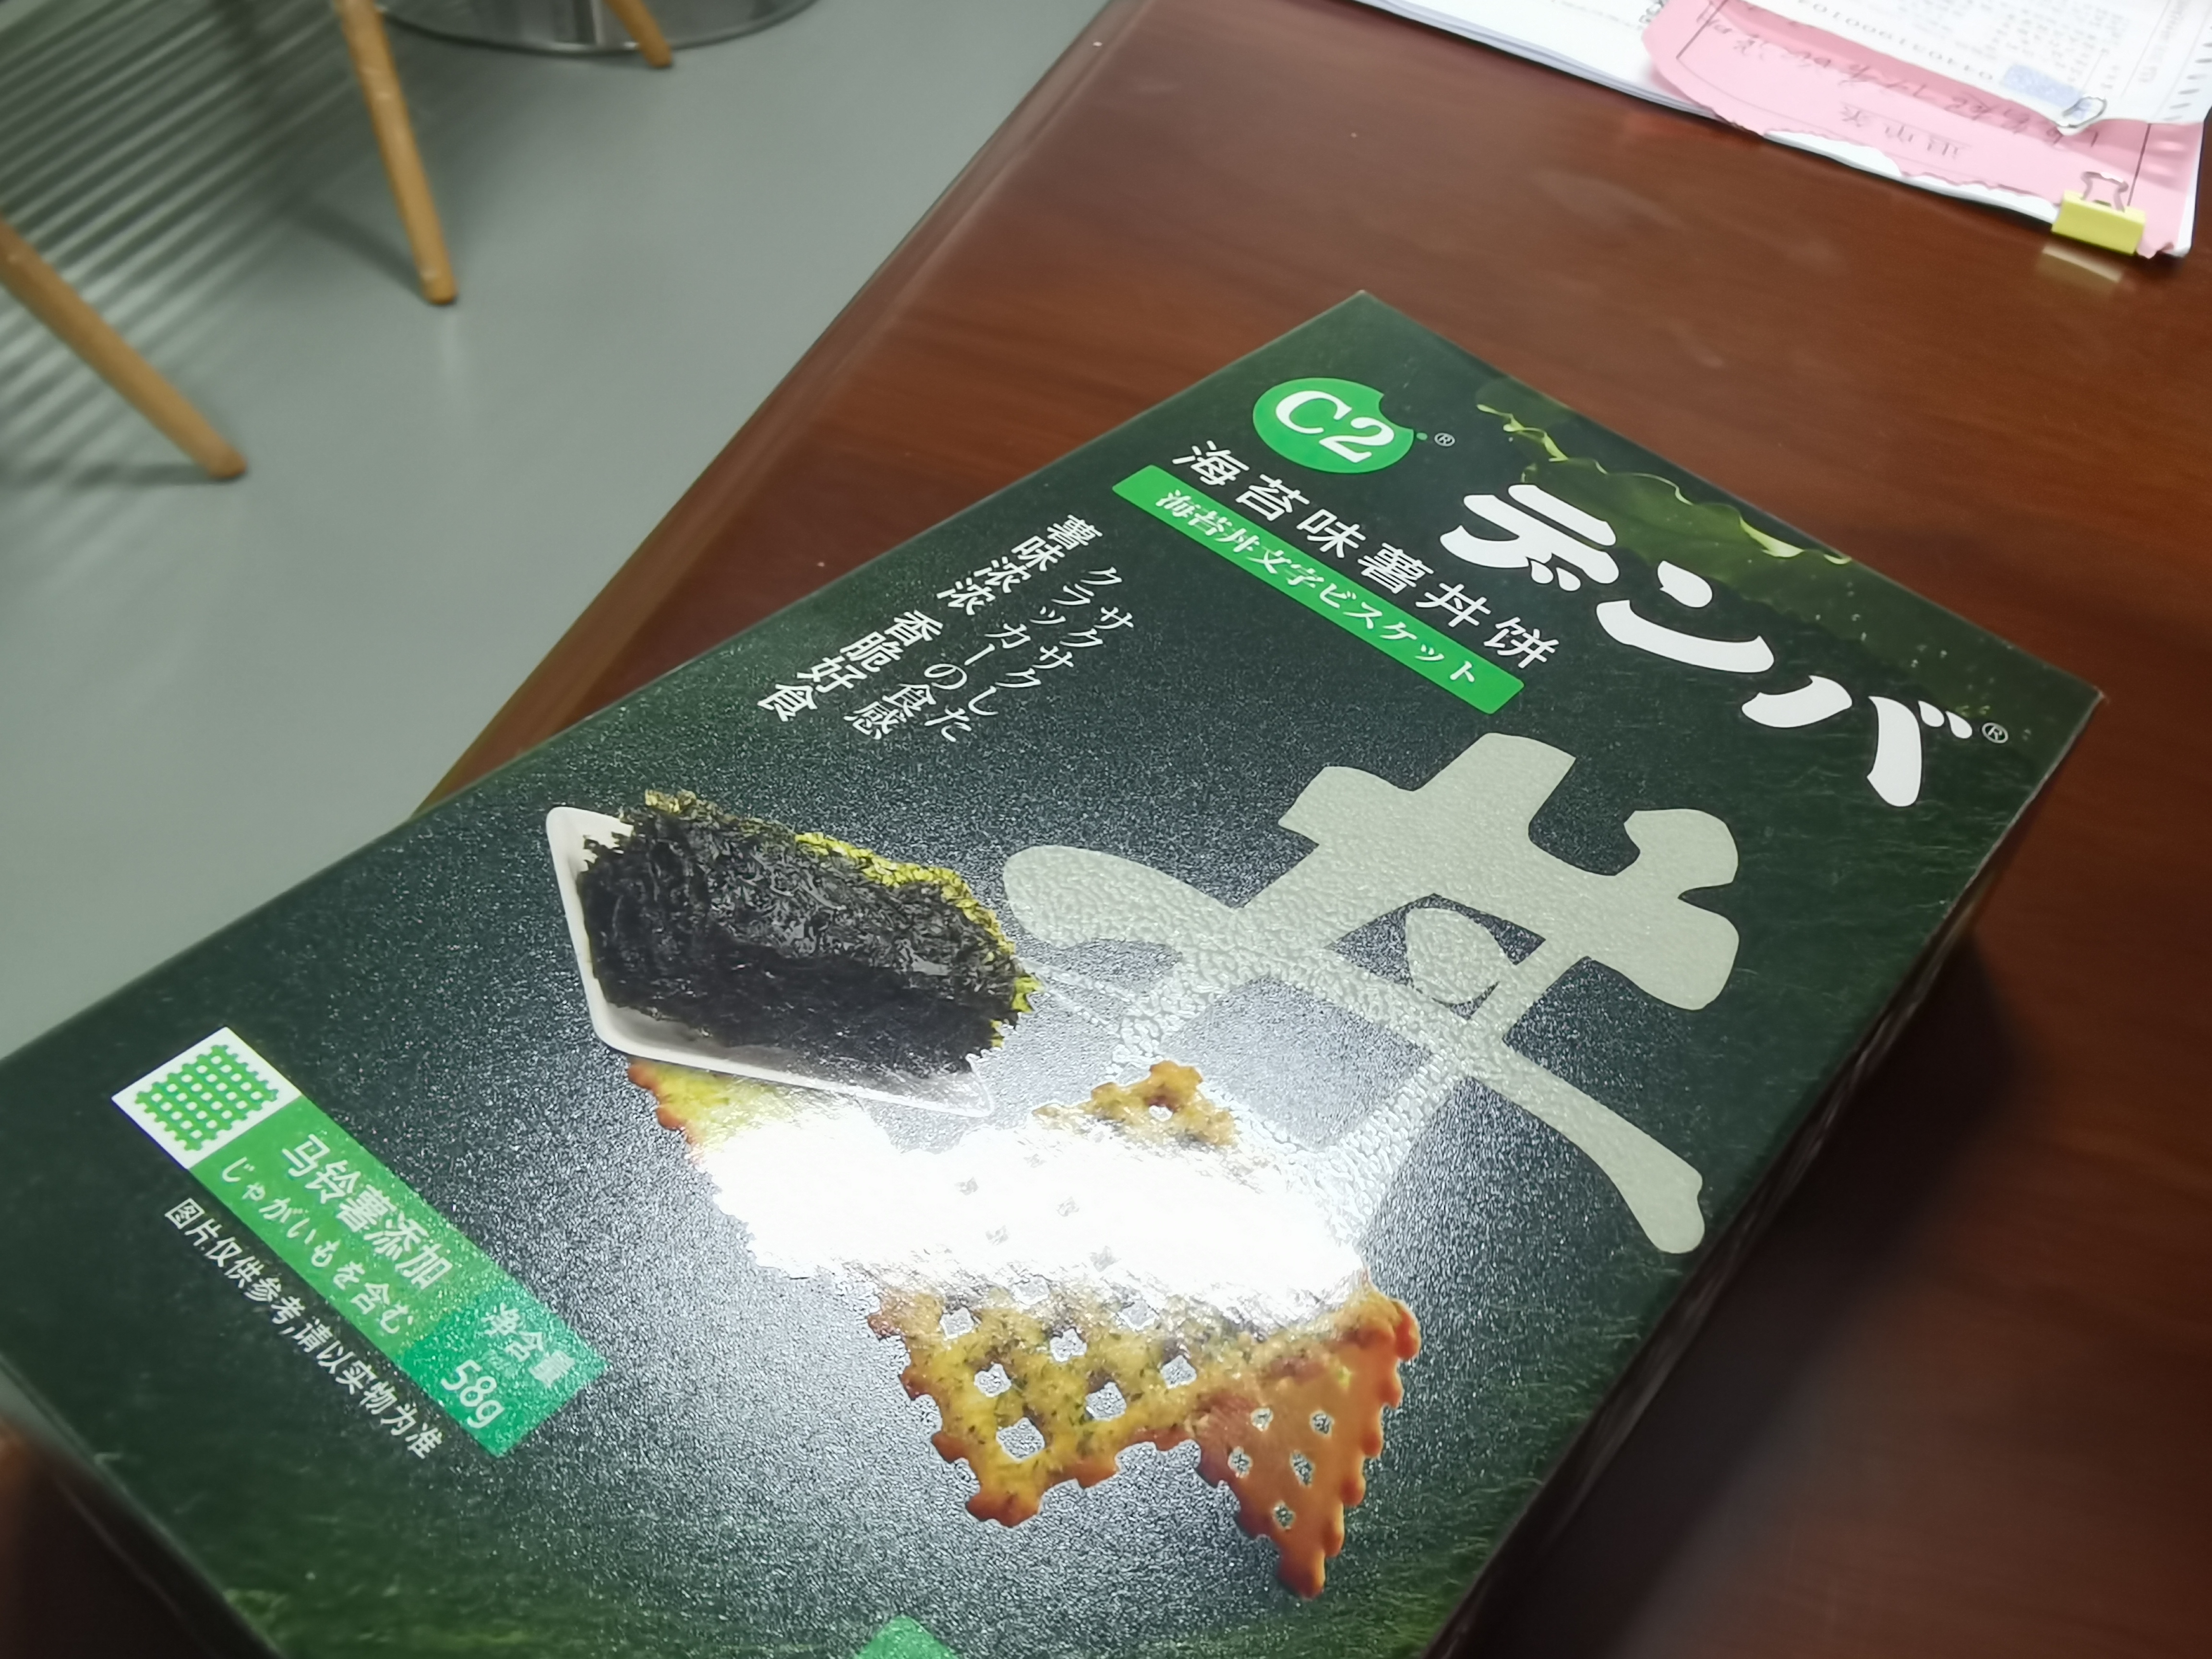 C2®
デンバ®
海苔味薯丼饼
海苔丼文字ビスケット
丼
サクサクした
クラッカーの食感
薯味浓浓 香脆好食
马铃薯添加
じゃがいもを含む
净含量
58g
图片仅供参考,请以实物为准